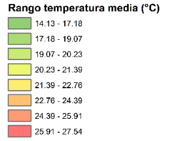 Rango temperatura media (°C)
14.13 - 17.18
17.18 - 19.07
19.07 - 20.23
20.23 - 21.39
21.39 - 22.76
22.76 - 24.39
24.39 - 25.91
25.91 - 27.54